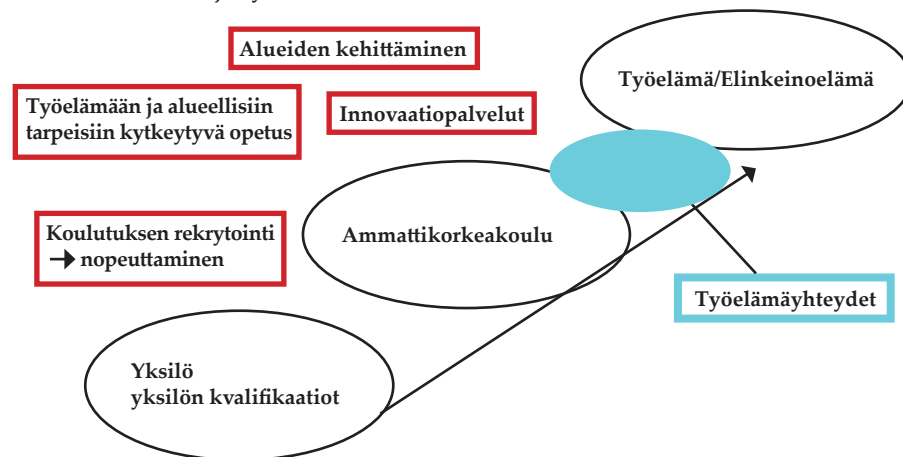 Alueiden kehittäminen
Työelämä/Elinkeinoelämä
Työelämään ja alueellisiin
tarpeisiin kytkeytyvä opetus
Innovaatiopalvelut
Koulutuksen rekrytointi
→ nopeuttaminen
Ammattikorkeakoulu
Työelämäyhteydet
Yksilö
yksilön kvalifikaatiot